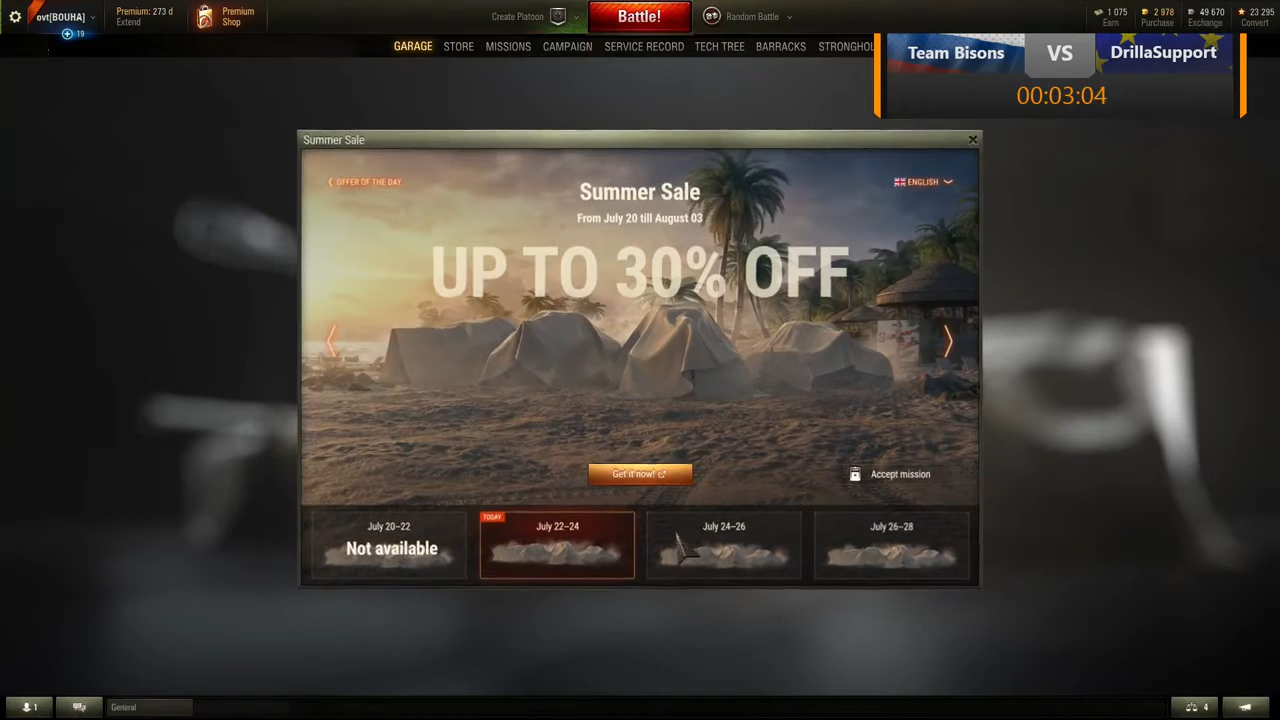 ovt[BOUHA]
19
Premium: 273 d
Extend
Premium
Shop
Create Platoon
Battle!
Random Battle
1 075
Earn
2 978
Purchase
49 670
Exchange
23 295
Convert
GARAGE STORE MISSIONS CAMPAIGN SERVICE RECORD TECH TREE BARRACKS STRONGHOL
Team Bisons VS DrillaSupport
00:03:04
Summer Sale
OFFER OF THE DAY
ENGLISH
Summer Sale
From July 20 till August 03
UP TO 30% OFF
Get it now!
Accept mission
July 20–22
Not available
TODAY
July 22–24
July 24–26
July 26–28
1
General
4